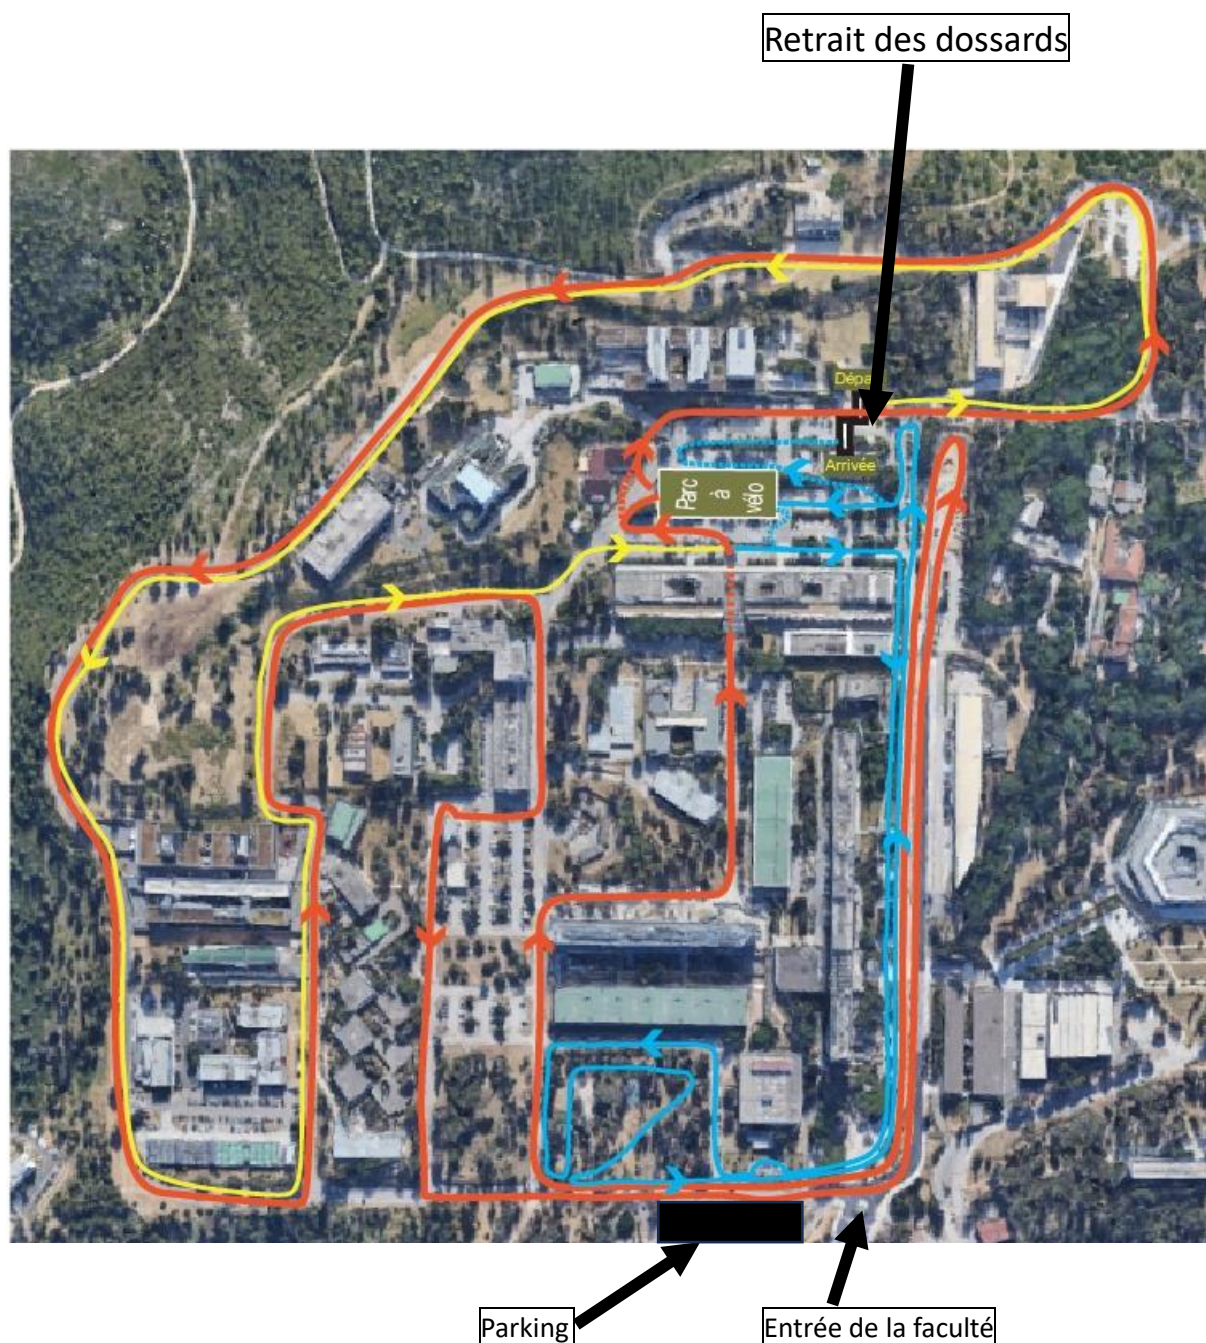 Retrait des dossards
Dépa
Arrivée
Parc
à
vélo
Parking
Entrée de la faculté